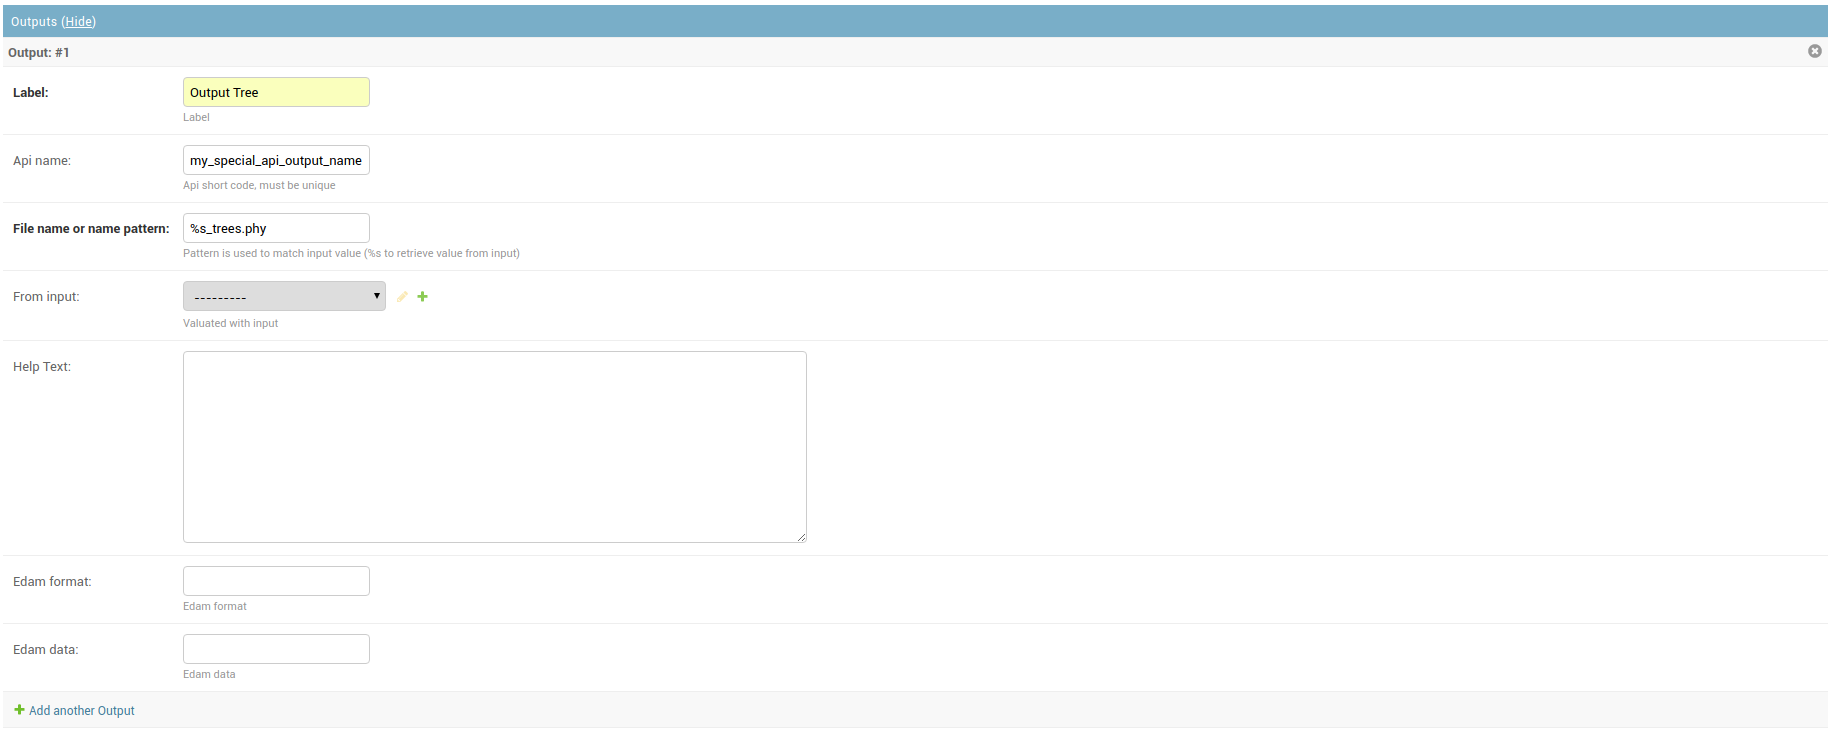 Outputs (Hide)
Output: #1
Label:
Output Tree
Label
Api name:
my_special_api_output_name
Api short code, must be unique
File name or name pattern:
%s_trees.phy
Pattern is used to match input value (%s to retrieve value from input)
From input:
---------
Valuated with input
Help Text:
Edam format:
Edam format
Edam data:
Edam data
Add another Output